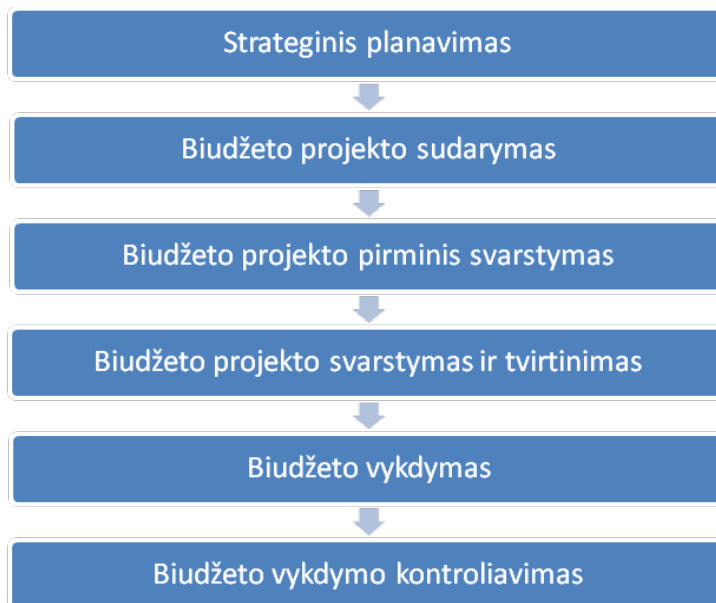 Strateginis planavimas
Biudžeto projekto sudarymas
Biudžeto projekto pirminis svarstymas
Biudžeto projekto svarstymas ir tvirtinimas
Biudžeto vykdymas
Biudžeto vykdymo kontroliavimas